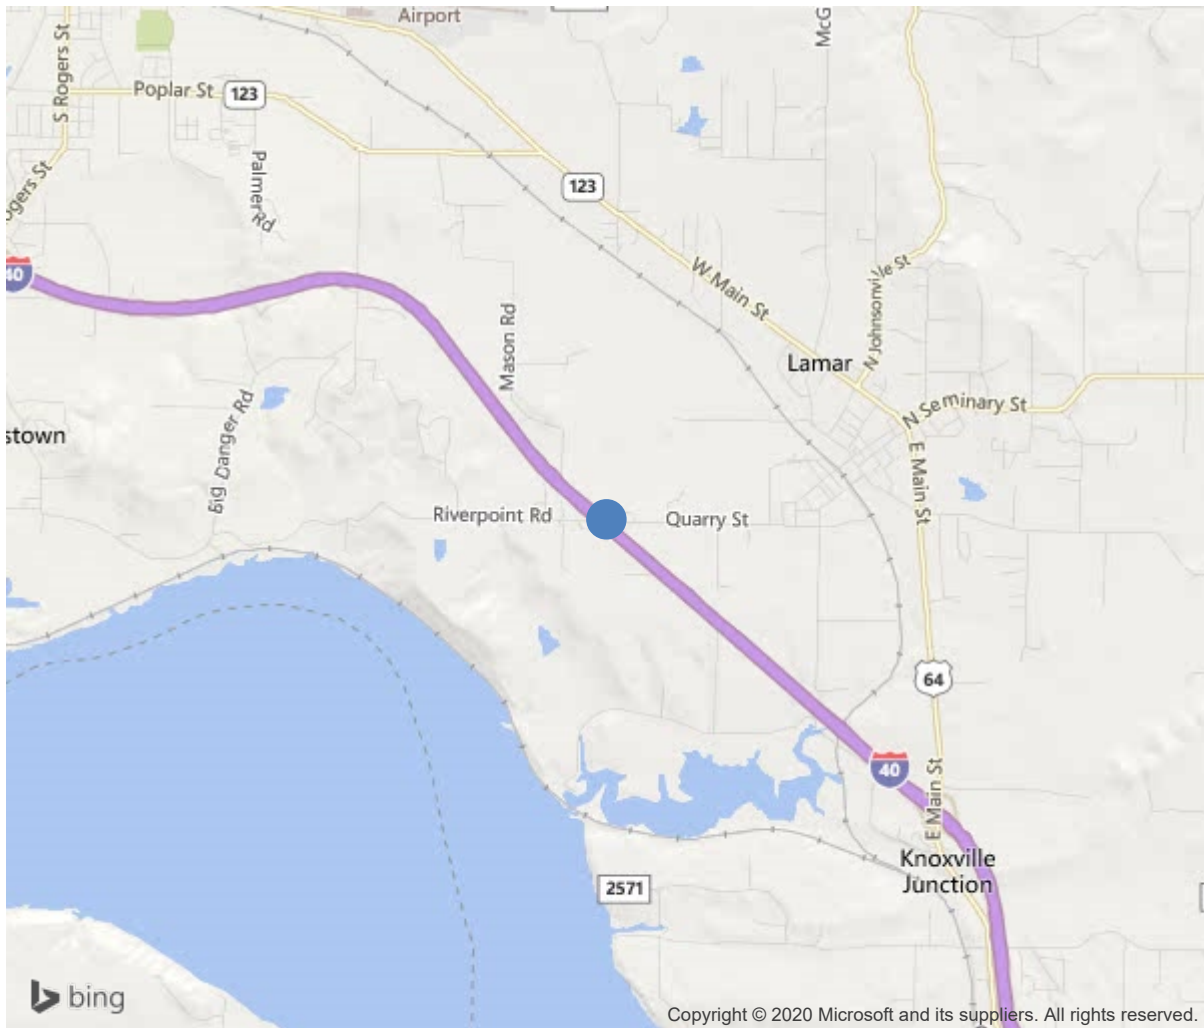 Airport
McG
S Rogers St
Poplar St
123
Palmer Rd
ogers St
123
40
W Main St
N Johnsonville St
Mason Rd
Lamar
N Seminary St
stown
Big Danger Rd
E Main St
Riverpoint Rd
Quarry St
64
40
E Main St
Knoxville
Junction
2571
bing
Copyright © 2020 Microsoft and its suppliers. All rights reserved.